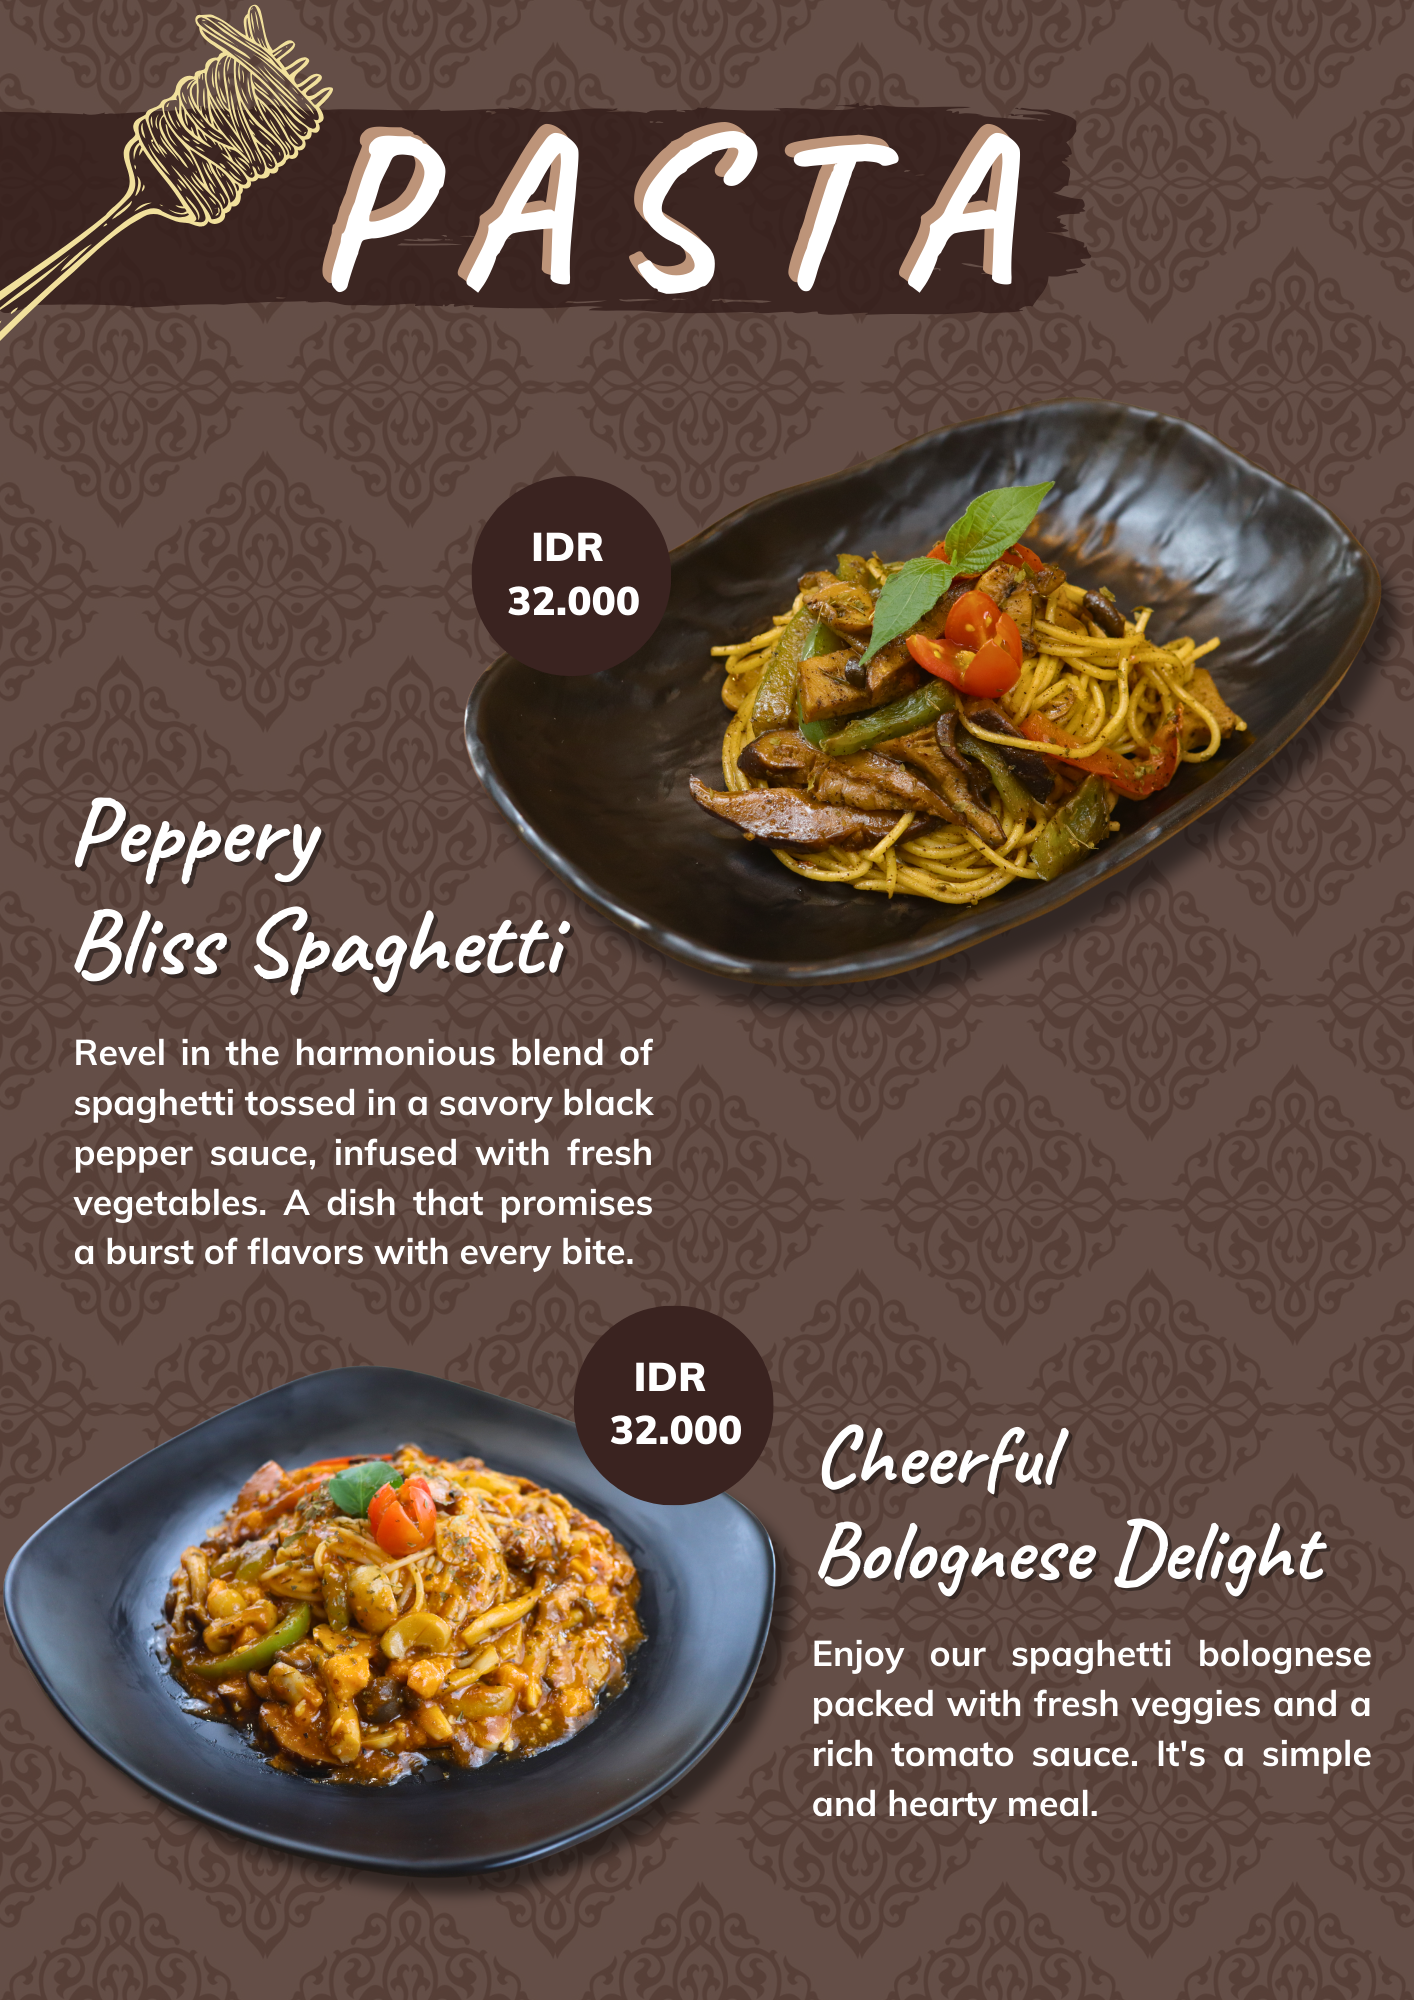 PASTA
IDR
32.000
Peppery
Bliss Spaghetti
Revel in the harmonious blend of
spaghetti tossed in a savory black
pepper sauce, infused with fresh
vegetables. A dish that promises
a burst of flavors with every bite.
IDR
32.000
Cheerful
Bolognese Delight
Enjoy our spaghetti bolognese
packed with fresh veggies and a
rich tomato sauce. It's a simple
and hearty meal.